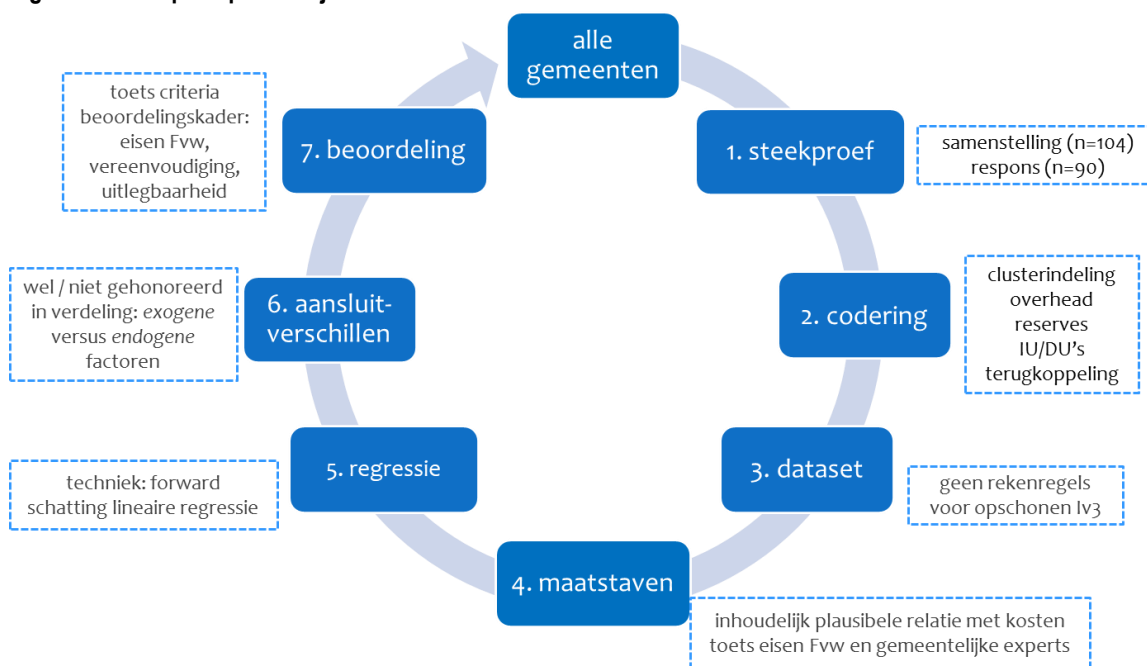 alle
gemeenten
1. steekproef
samenstelling (n=104)
respons (n=90)
2. codering
clusterindeling
overhead
reserves
IU/DU's
terugkoppeling
3. dataset
geen rekenregels
voor opschonen Iv3
4. maatstaven
inhoudelijk plausibele relatie met kosten
toets eisen Fvw en gemeentelijke experts
5. regressie
techniek: forward
schatting lineaire regressie
6. aansluit-
verschillen
wel / niet gehonoreerd
in verdeling: exogene
versus endogene
factoren
7. beoordeling
toets criteria
beoordelingskader:
eisen Fvw,
vereenvoudiging,
uitlegbaarheid